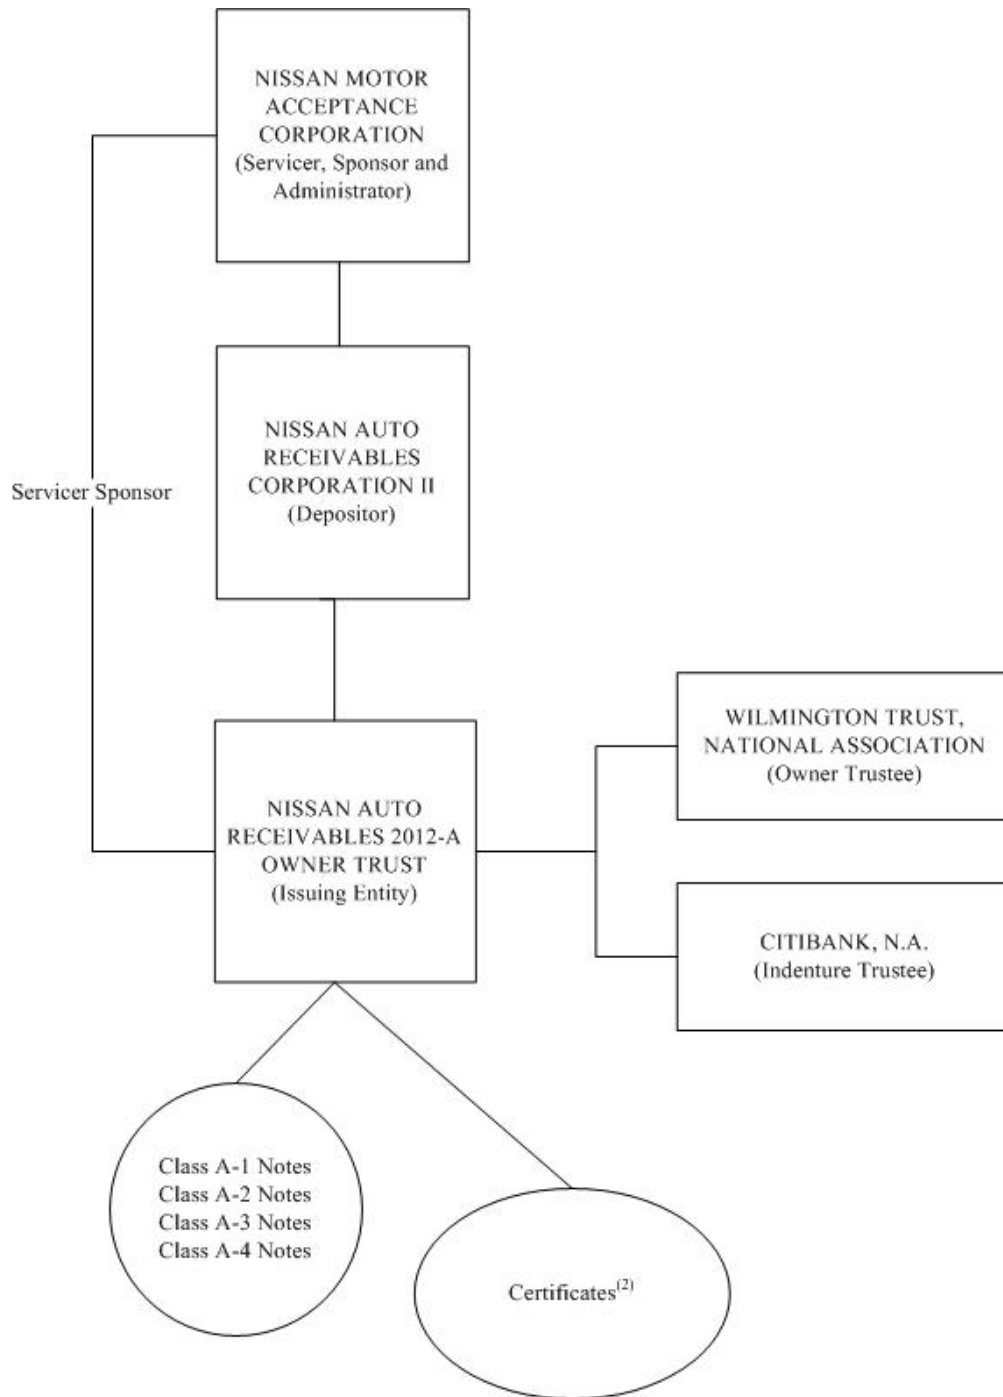 NISSAN MOTOR
ACCEPTANCE
CORPORATION
(Servicer, Sponsor and
Administrator)
NISSAN AUTO
RECEIVABLES
CORPORATION II
(Depositor)
Servicer Sponsor
NISSAN AUTO
RECEIVABLES 2012-A
OWNER TRUST
(Issuing Entity)
WILMINGTON TRUST,
NATIONAL ASSOCIATION
(Owner Trustee)
CITIBANK, N.A.
(Indenture Trustee)
Class A-1 Notes
Class A-2 Notes
Class A-3 Notes
Class A-4 Notes
Certificates(2)